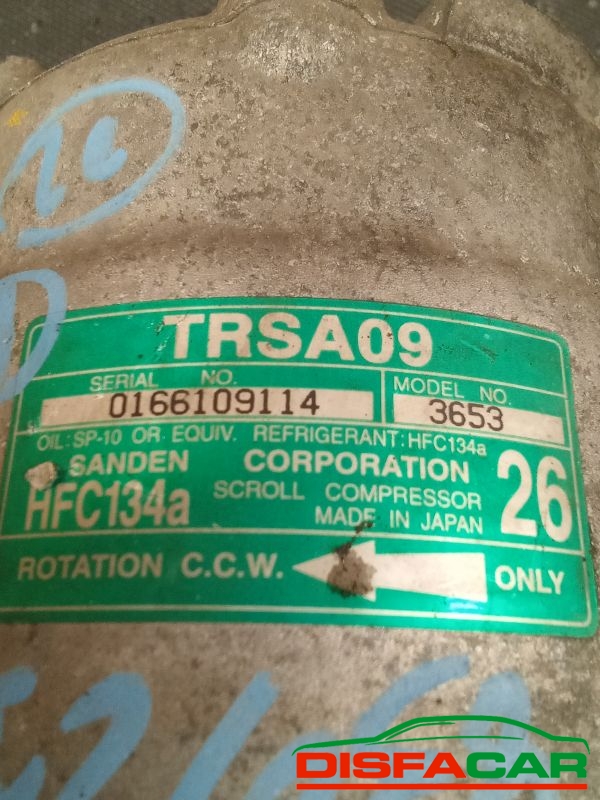 TRSA09
SERIAL NO.
0166109114
MODEL NO.
3653
OIL:SP-10 OR EQUIV. REFRIGERANT:HFC134a
SANDEN CORPORATION
HFC134a
SCROLL COMPRESSOR
MADE IN JAPAN
26
ROTATION C.C.W.
ONLY
DISFACAR